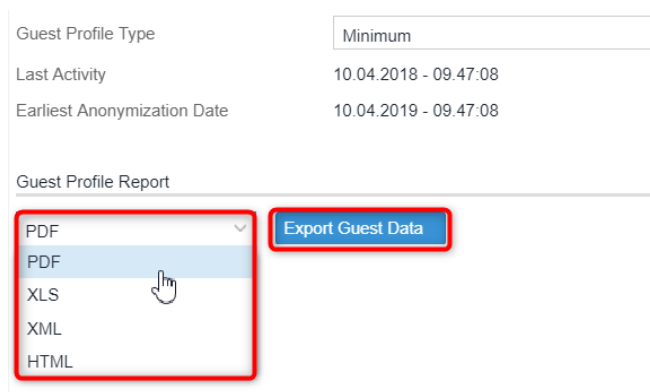 Guest Profile Type Minimum
Last Activity 10.04.2018 - 09.47:08
Earliest Anonymization Date 10.04.2019 - 09.47:08
Guest Profile Report
PDF Export Guest Data
PDF
XLS
XML
HTML